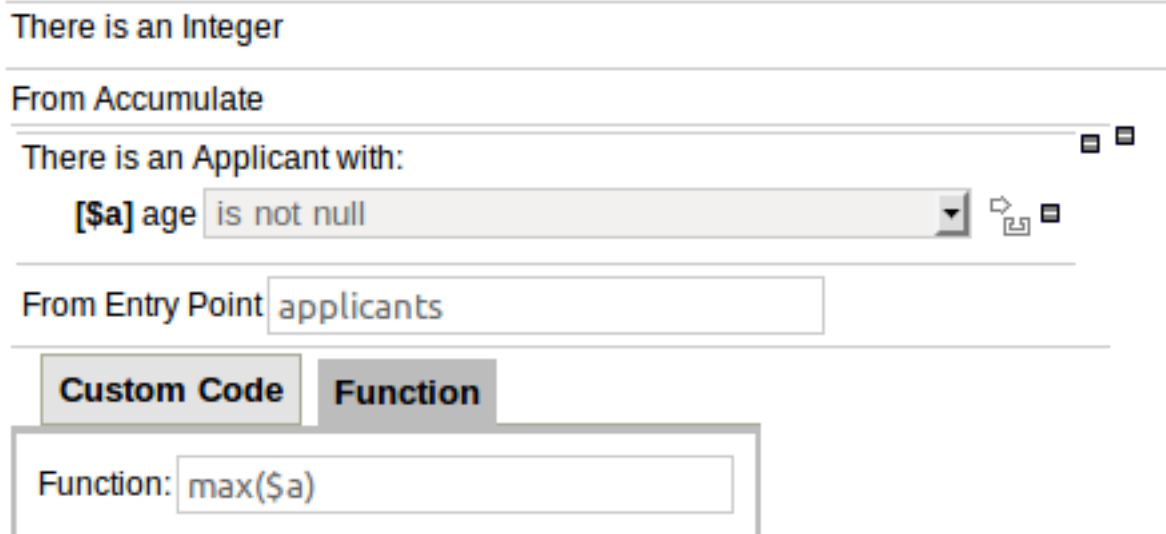 There is an Integer
From Accumulate
There is an Applicant with:
[$a] age is not null
From Entry Point applicants
Custom Code Function
Function: max($a)